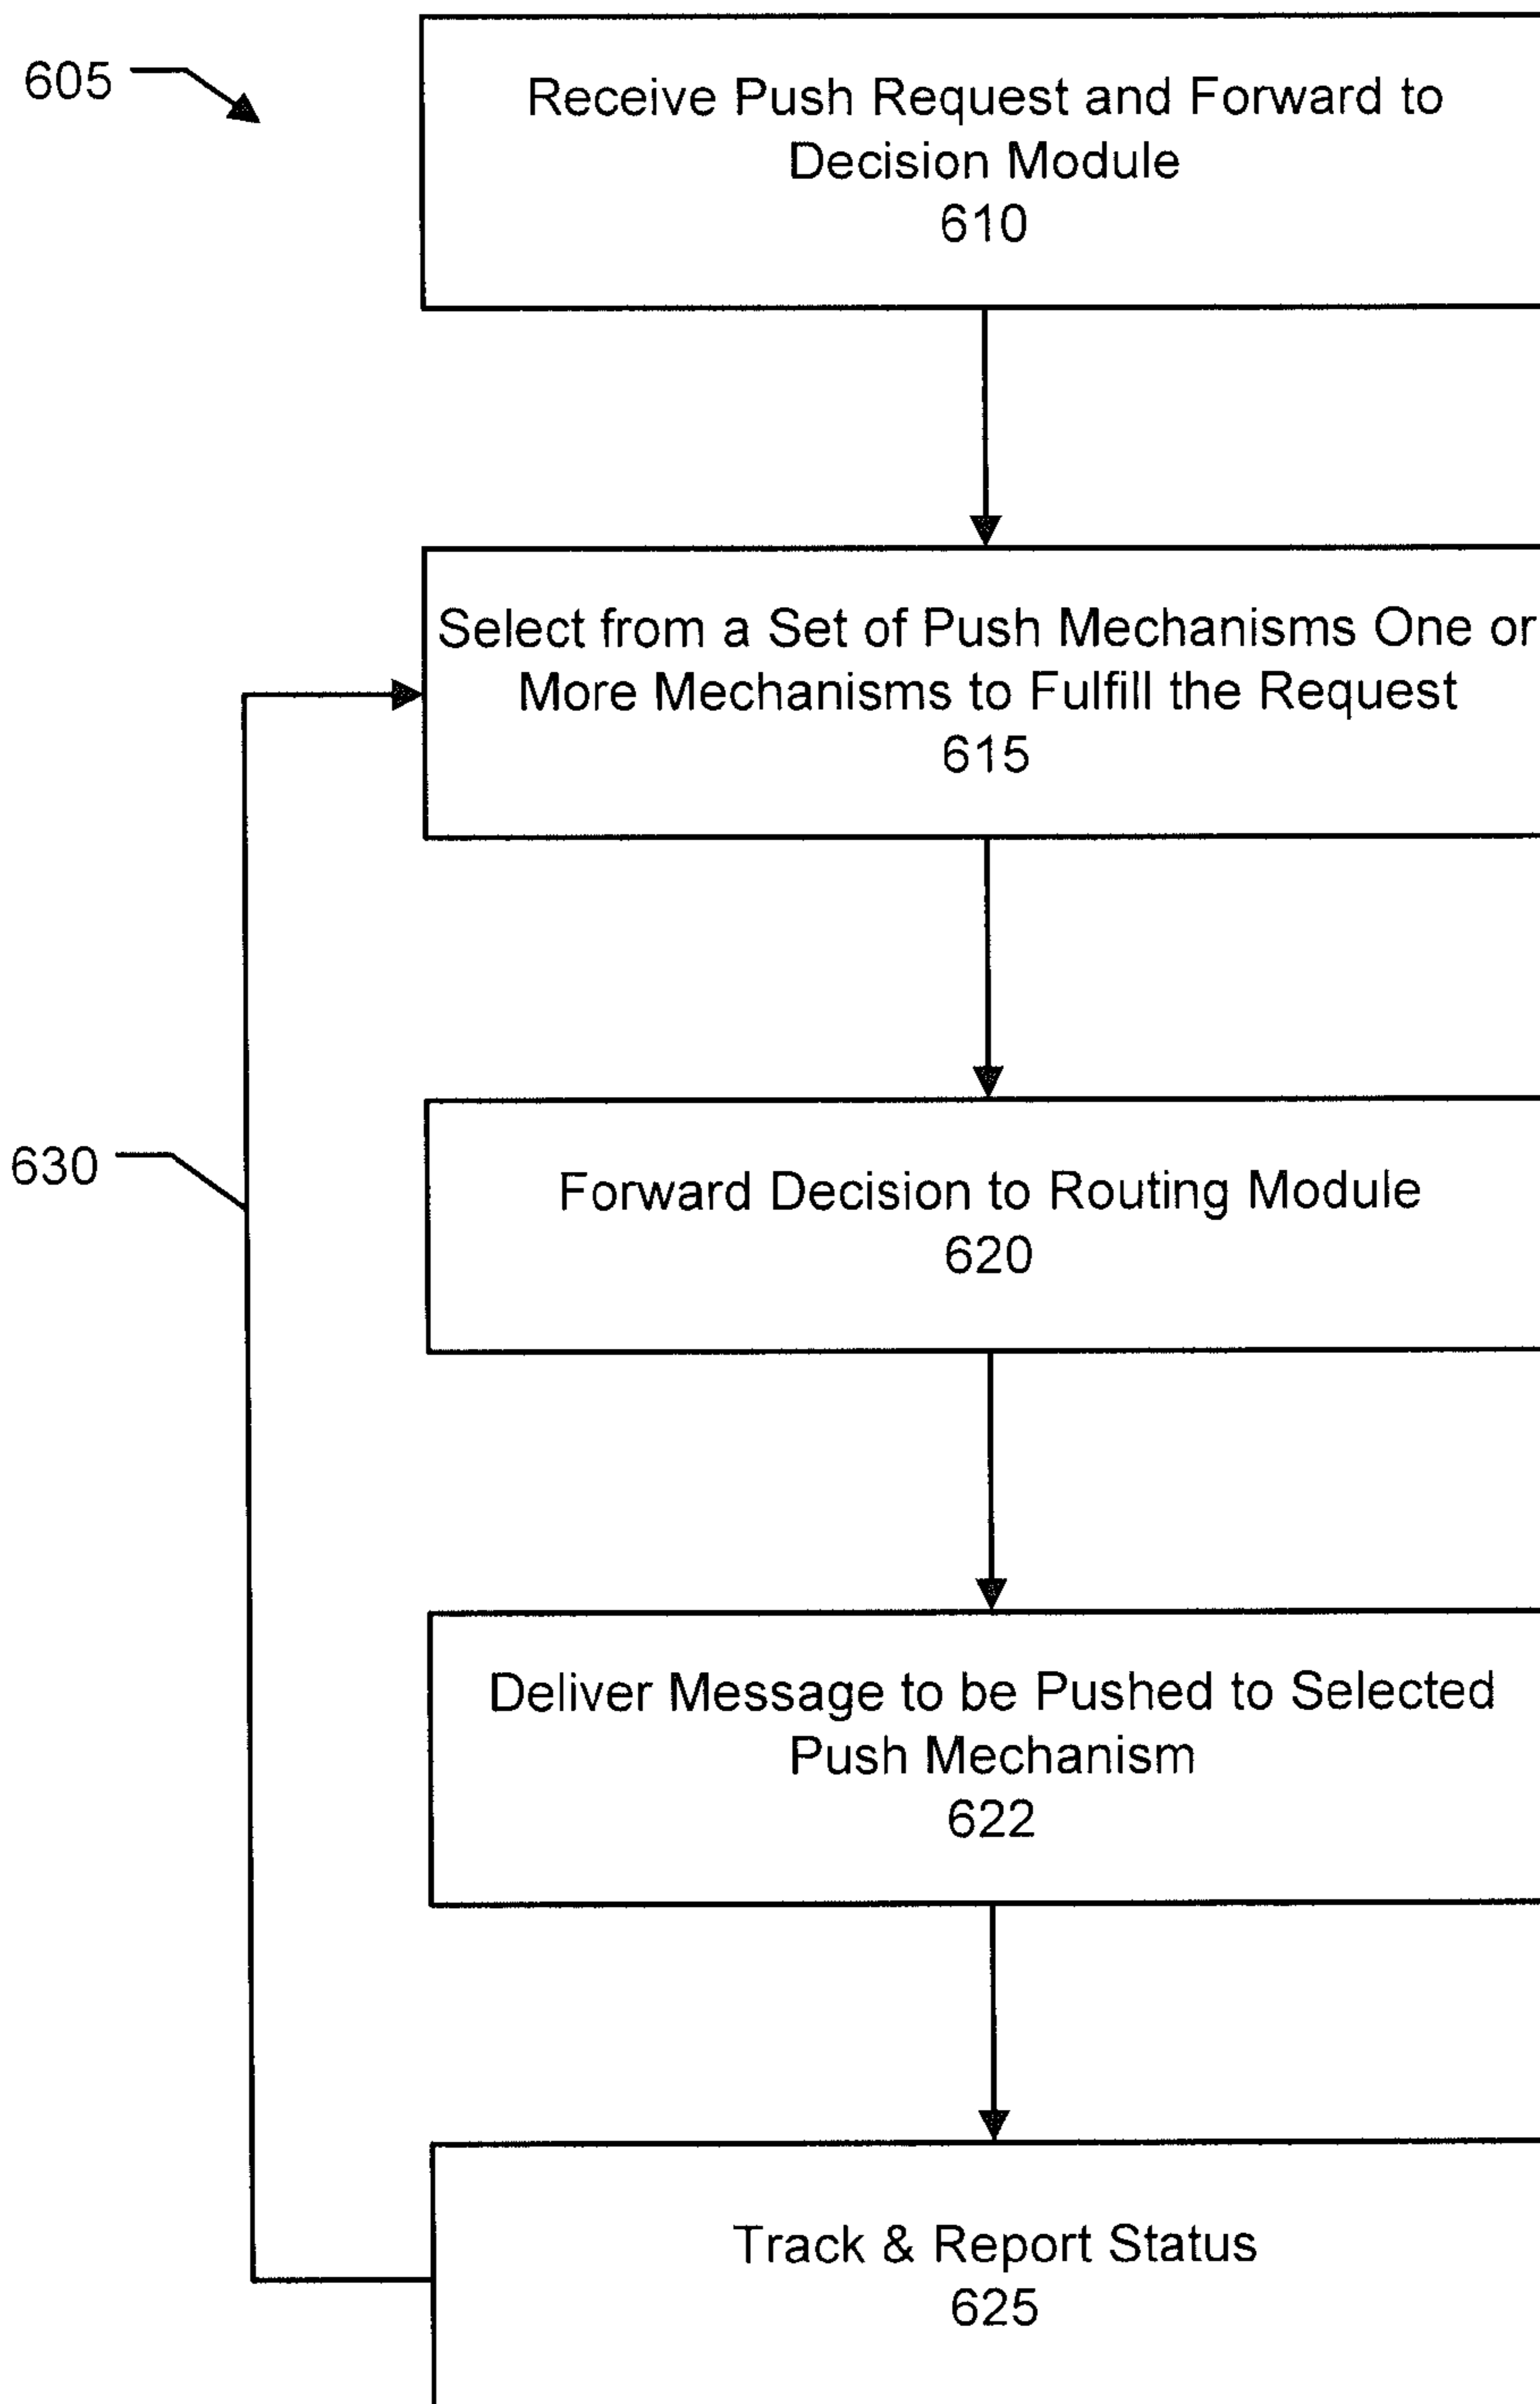 605
Receive Push Request and Forward to
Decision Module
610
Select from a Set of Push Mechanisms One or
More Mechanisms to Fulfill the Request
615
630
Forward Decision to Routing Module
620
Deliver Message to be Pushed to Selected
Push Mechanism
622
Track & Report Status
625